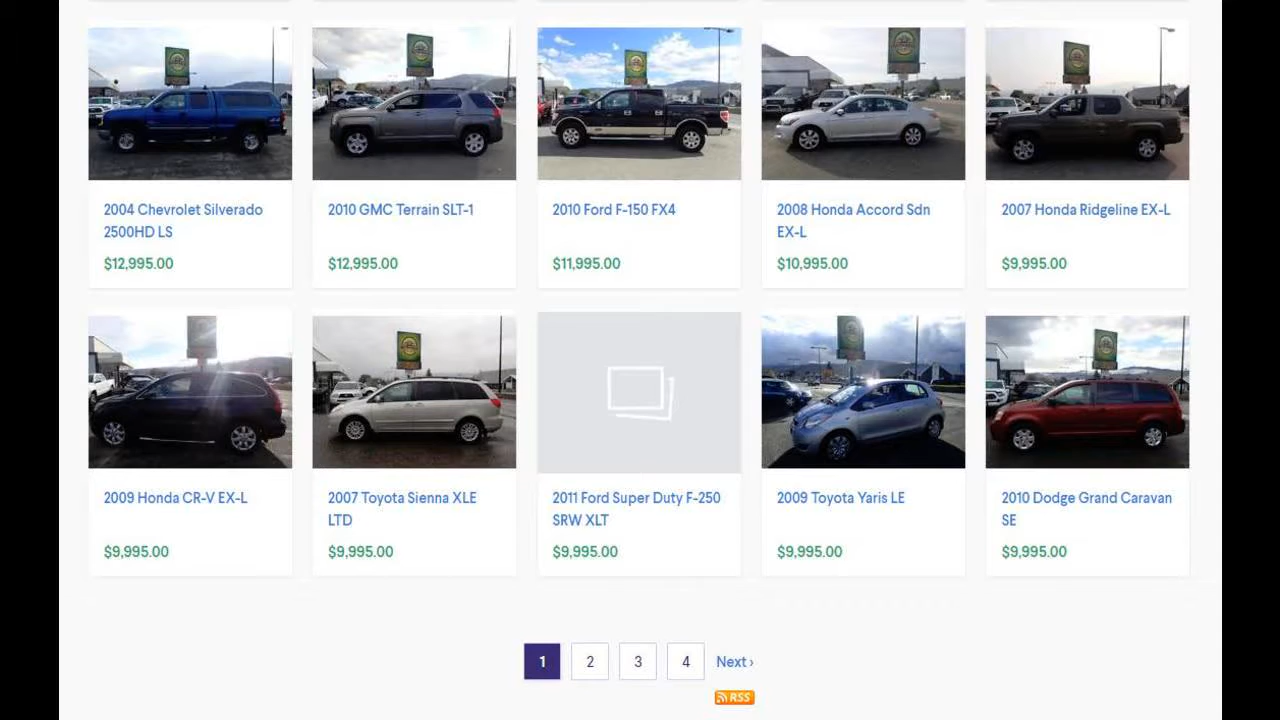 2004 Chevrolet Silverado
2500HD LS
$12,995.00
2010 GMC Terrain SLT-1
$12,995.00
2010 Ford F-150 FX4
$11,995.00
2008 Honda Accord Sdn
EX-L
$10,995.00
2007 Honda Ridgeline EX-L
$9,995.00
2009 Honda CR-V EX-L
$9,995.00
2007 Toyota Sienna XLE
LTD
$9,995.00
2011 Ford Super Duty F-250
SRW XLT
$9,995.00
2009 Toyota Yaris LE
$9,995.00
2010 Dodge Grand Caravan
SE
$9,995.00
1 2 3 4 Next ›
RSS